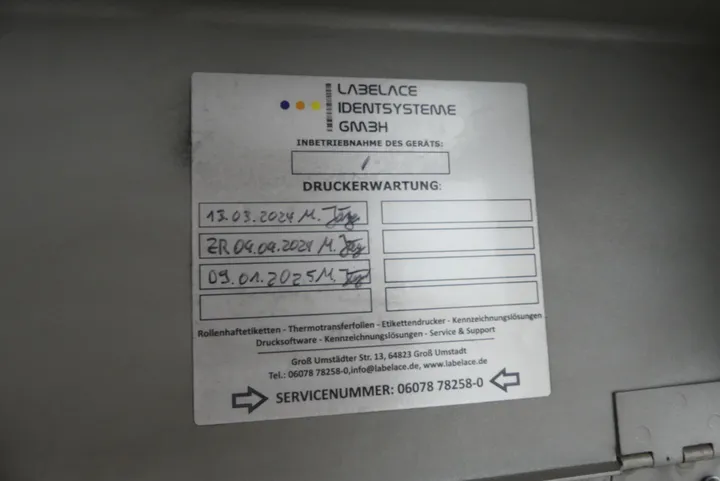 LABELACE
IDENTSYSTEME
GMBH
INBETRIEBNAHME DES GERÄTS:
/
DRUCKERWARTUNG:
13.03.2024 M.
ZR 04.09.2024 M.
09.01.2025 M.
Rollenhaftetiketten - Thermotransferfolien - Etikettendrucker - Kennzeichnungslösungen
Drucksoftware - Kennzeichnungslösungen - Service & Support
Groß Umstädter Str. 13, 64823 Groß Umstadt
Tel.: 06078 78258-0,info@labelace.de, www.labelace.de
SERVICENUMMER: 06078 78258-0